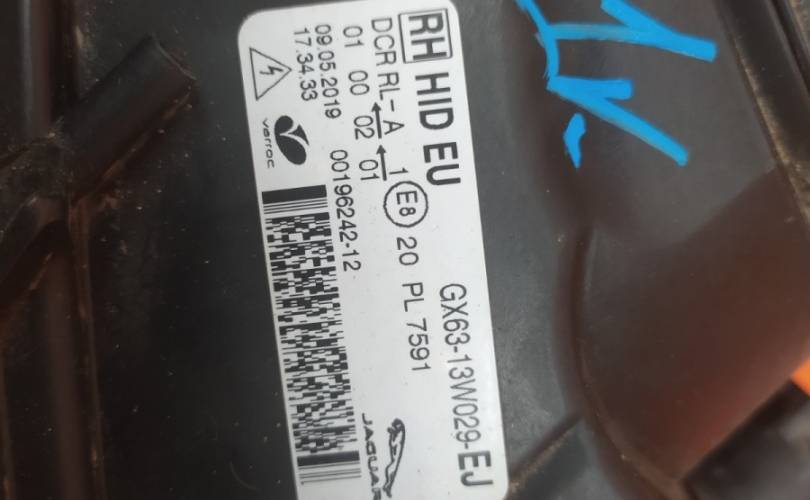 RH HID EU
GX63-13W029-EJ
DCR RL- A 1 E8 20 PL 7591
01 00 02 01
09.05.2019
17.34.33
00196242-12
varroc
JAGUAR